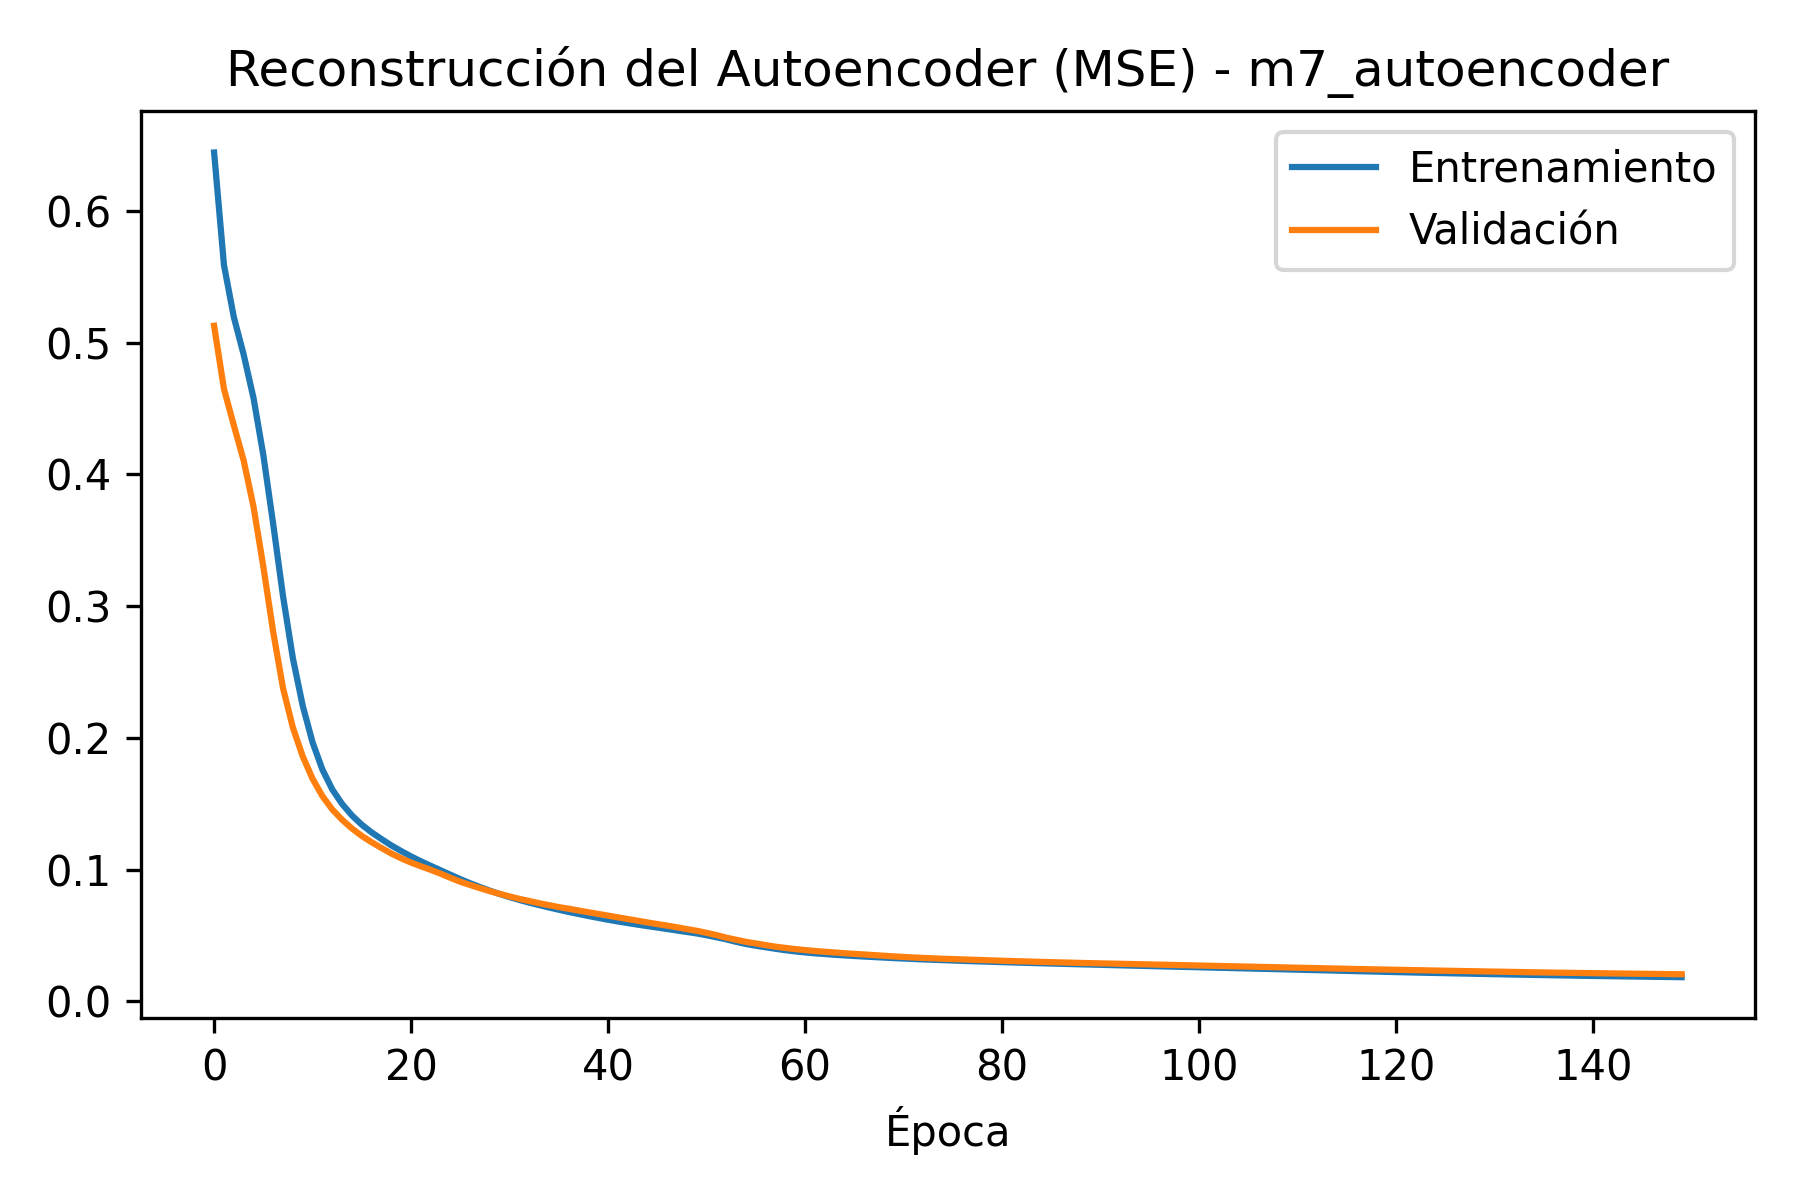 Reconstrucción del Autoencoder (MSE) - m7_autoencoder
Entrenamiento
Validación
0.6
0.5
0.4
0.3
0.2
0.1
0.0
0 20 40 60 80 100 120 140
Época